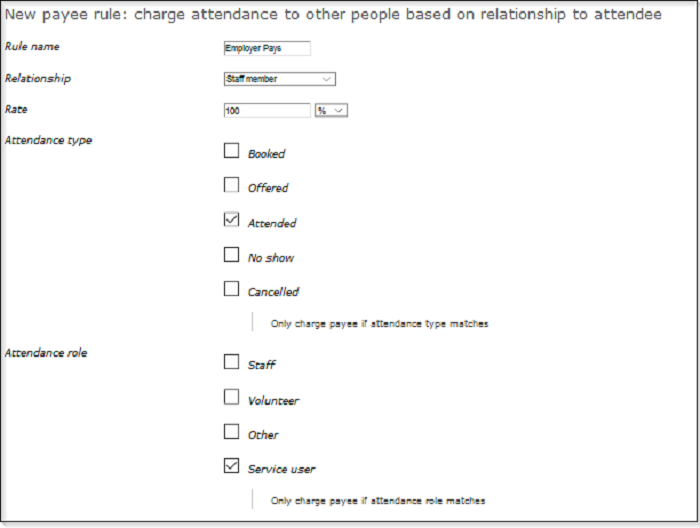 New payee rule: charge attendance to other people based on relationship to attendee
Rule name Employer Pays
Relationship Staff member
Rate 100 %
Attendance type
Booked
Offered
Attended
No show
Cancelled
Only charge payee if attendance type matches
Attendance role
Staff
Volunteer
Other
Service user
Only charge payee if attendance role matches